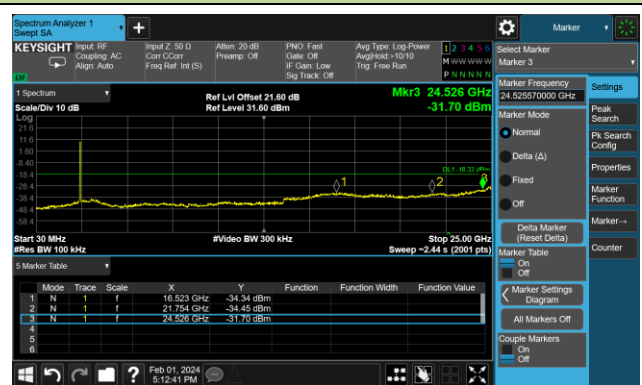 Spectrum Analyzer 1
Swept SA
+
Marker
KEYSIGHT
Input: RF
Coupling: AC
Align: Auto
Input Z: 50 Ω
Corr CCorr
Freq Ref: Int (S)
Atten: 20 dB
Preamp: Off
PNO: Fast
Gate: Off
IF Gain: Low
Sig Track: Off
Avg Type: Log-Power
Avg|Hold:>10/10
Trig: Free Run
1 2 3 4 5 6
M W W W W W
P N N N N N
LW
Select Marker
Marker 3
1 Spectrum
Scale/Div 10 dB
Log
Ref Lvl Offset 21.60 dB
Ref Level 31.60 dBm
Mkr3 24.526 GHz
-31.70 dBm
21.6
11.6
1.60
-8.40
-18.4
-28.4
-38.4
-48.4
-58.4
DL1 -18.33 dBm
1
2
3
Start 30 MHz
#Res BW 100 kHz
#Video BW 300 kHz
Stop 25.00 GHz
Sweep ~2.44 s (2001 pts)
5 Marker Table
Mode Trace Scale X Y Function Function Width Function Value
1 N 1 f 16.523 GHz -34.34 dBm
2 N 1 f 21.754 GHz -34.45 dBm
3 N 1 f 24.526 GHz -31.70 dBm
4
5
6
Marker Frequency
24.525570000 GHz
Marker Mode
Normal
Delta (Δ)
Fixed
Off
Delta Marker
(Reset Delta)
Marker Table
On
Off
Marker Settings
Diagram
All Markers Off
Couple Markers
On
Off
Settings
Peak
Search
Pk Search
Config
Properties
Marker
Function
Marker→
Counter
?
Feb 01, 2024
5:12:41 PM